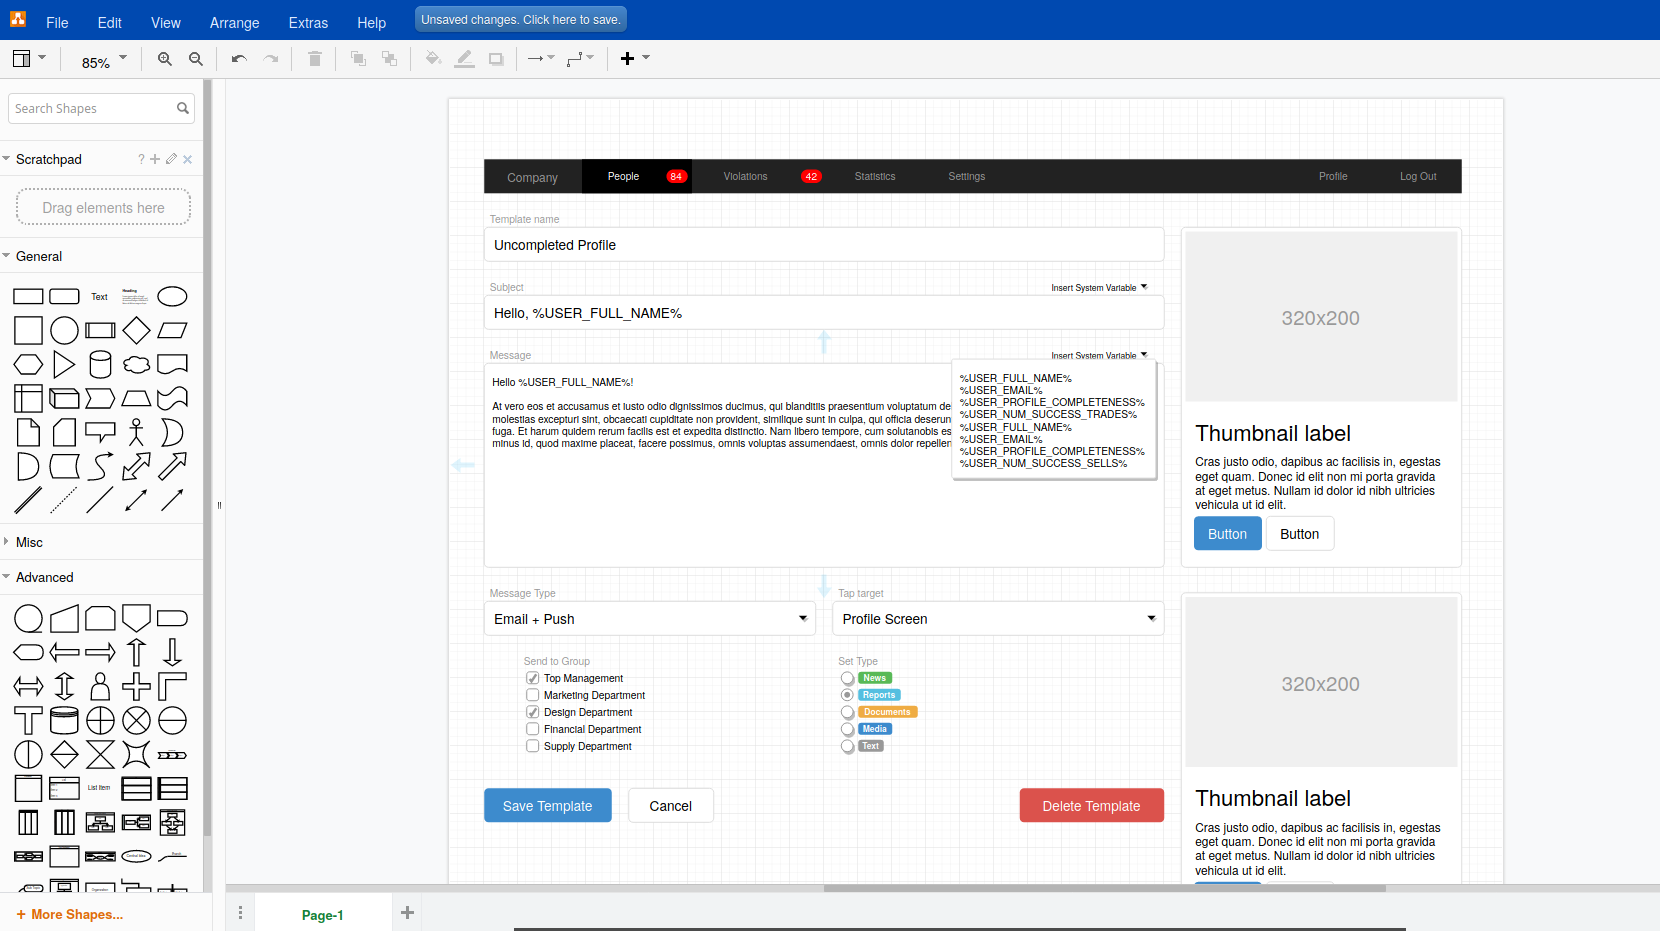 File Edit View Arrange Extras Help Unsaved changes. Click here to save.
85%
Search Shapes
Scratchpad ?
Drag elements here
General
Text Heading
Misc
Advanced
List Item
Central Idea
+ More Shapes...
Company People 84 Violations 42 Statistics Settings Profile Log Out
Template name
Uncompleted Profile
Subject Insert System Variable
Hello, %USER_FULL_NAME%
Message Insert System Variable
Hello %USER_FULL_NAME%!
At vero eos et accusamus et iusto odio dignissimos ducimus, qui blanditiis praesentium voluptatum de
molestias excepturi sint, obcaecati cupiditate non provident, similique sunt in culpa, qui officia deserun
fuga. Et harum quidem rerum facilis est et expedita distinctio. Nam libero tempore, cum solutanobis es
minus id, quod maxime placeat, facere possimus, omnis voluptas assumendaest, omnis dolor repellen
%USER_FULL_NAME%
%USER_EMAIL%
%USER_PROFILE_COMPLETENESS%
%USER_NUM_SUCCESS_TRADES%
%USER_FULL_NAME%
%USER_EMAIL%
%USER_PROFILE_COMPLETENESS%
%USER_NUM_SUCCESS_SELLS%
Message Type
Email + Push
Tap target
Profile Screen
Send to Group
Top Management
Marketing Department
Design Department
Financial Department
Supply Department
Set Type
News
Reports
Documents
Media
Text
Save Template Cancel Delete Template
320x200
Thumbnail label
Cras justo odio, dapibus ac facilisis in, egestas
eget quam. Donec id elit non mi porta gravida
at eget metus. Nullam id dolor id nibh ultricies
vehicula ut id elit.
Button Button
320x200
Thumbnail label
Cras justo odio, dapibus ac facilisis in, egestas
eget quam. Donec id elit non mi porta gravida
at eget metus. Nullam id dolor id nibh ultricies
vehicula ut id elit.
Page-1